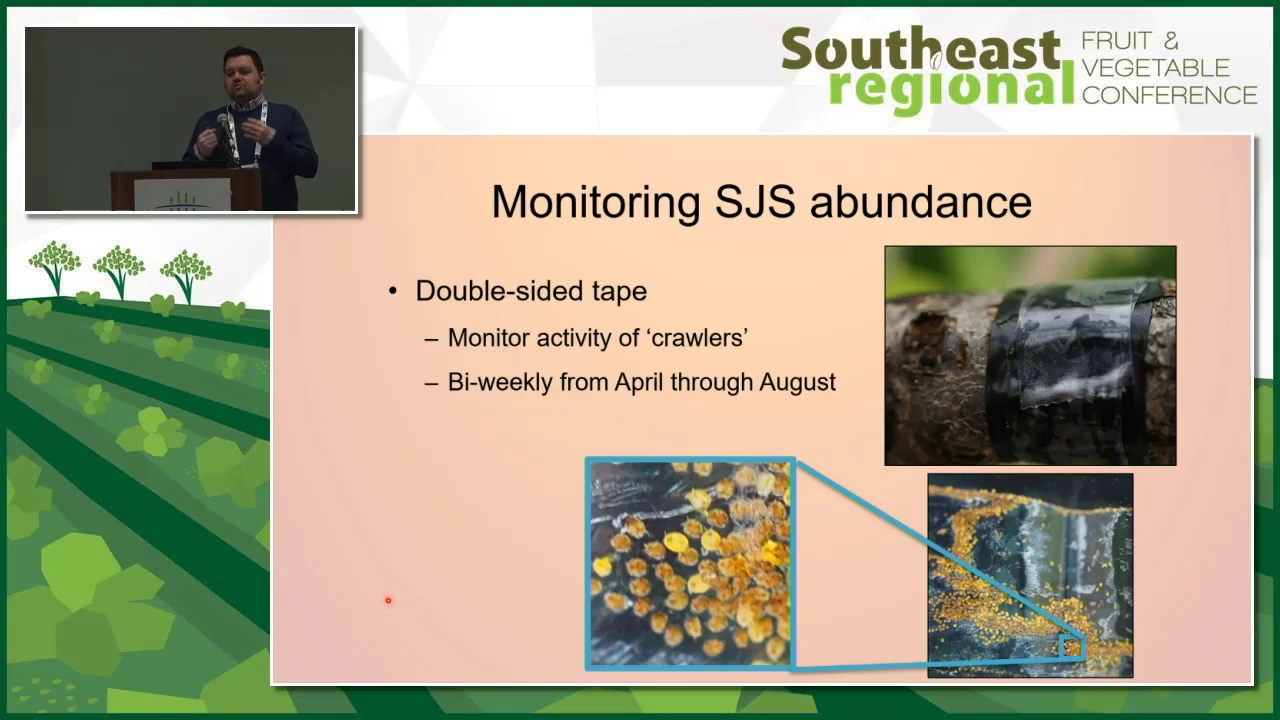 Southeast
regional
FRUIT &
VEGETABLE
CONFERENCE
Monitoring SJS abundance
• Double-sided tape
– Monitor activity of ‘crawlers’
– Bi-weekly from April through August